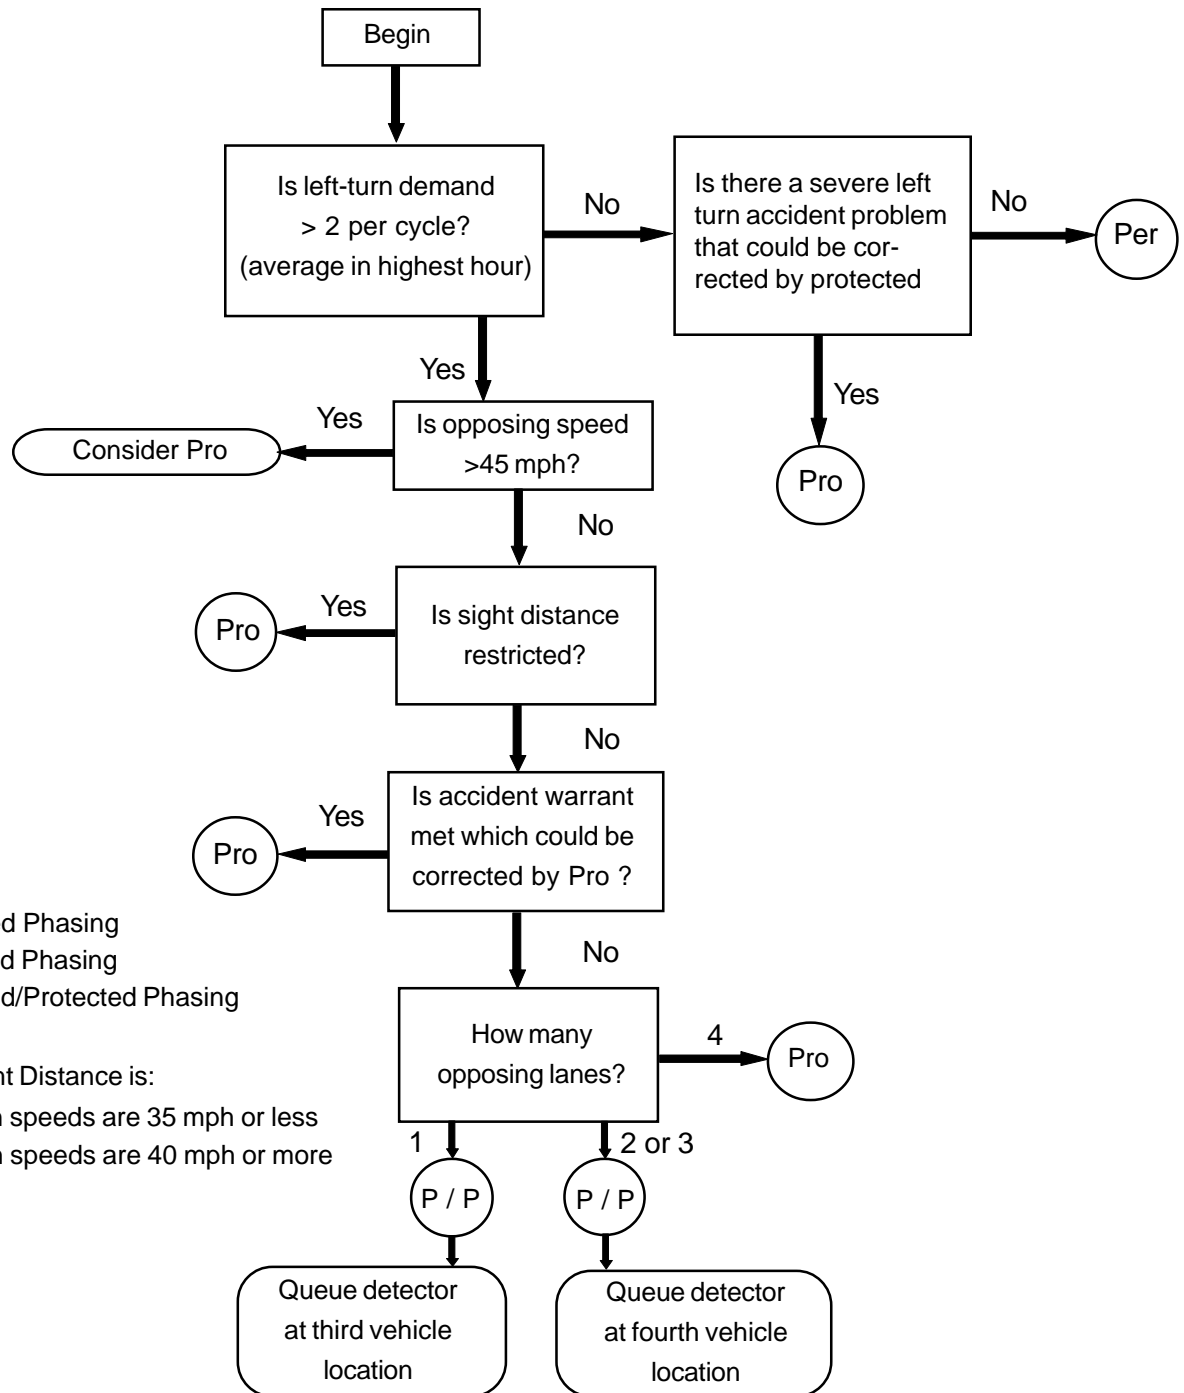 Begin
Is left-turn demand
> 2 per cycle?
(average in highest hour)
No
Is there a severe left
turn accident problem
that could be cor-
rected by protected
No
Per
Yes
Pro
Yes
Is opposing speed
>45 mph?
Yes
Consider Pro
No
Is sight distance
restricted?
Yes
Pro
No
Is accident warrant
met which could be
corrected by Pro ?
Yes
Pro
No
How many
opposing lanes?
4
Pro
1
2 or 3
P / P
P / P
Queue detector
at third vehicle
location
Queue detector
at fourth vehicle
location
Phasing
Phasing
/Protected Phasing
Distance is:
speeds are 35 mph or less
speeds are 40 mph or more